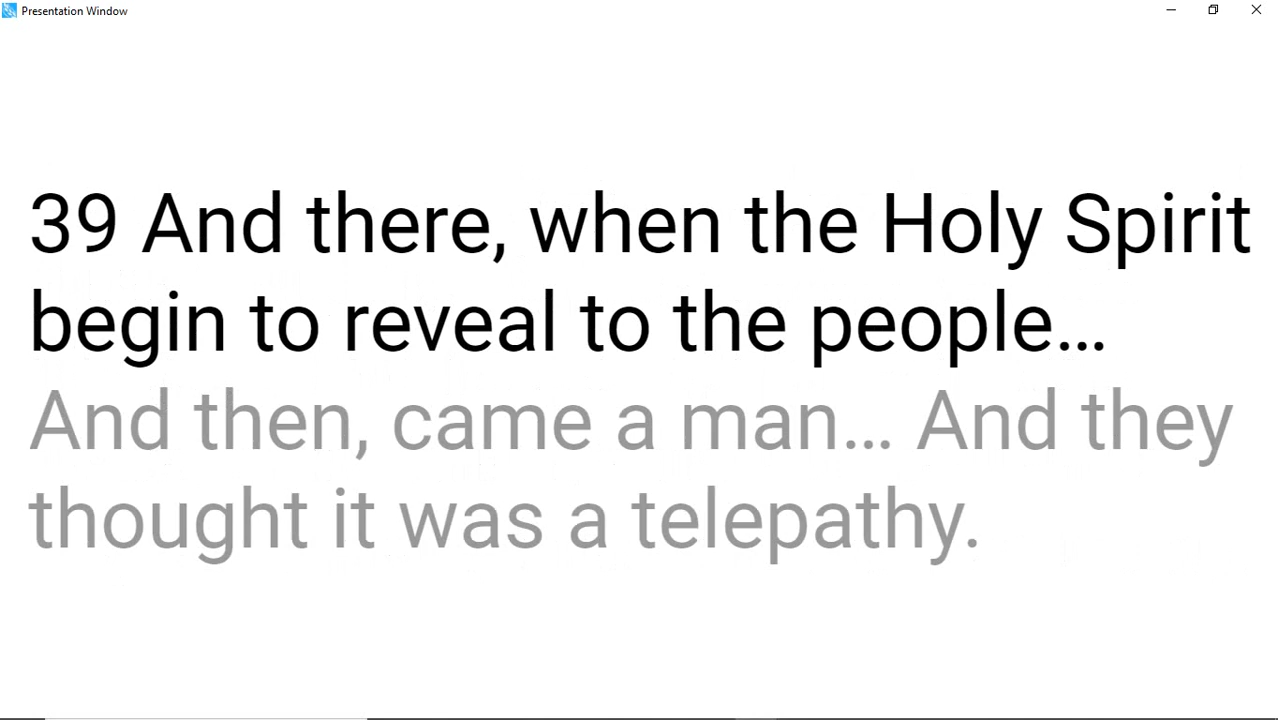 Presentation Window
39 And there, when the Holy Spirit
begin to reveal to the people…
And then, came a man… And they
thought it was a telepathy.